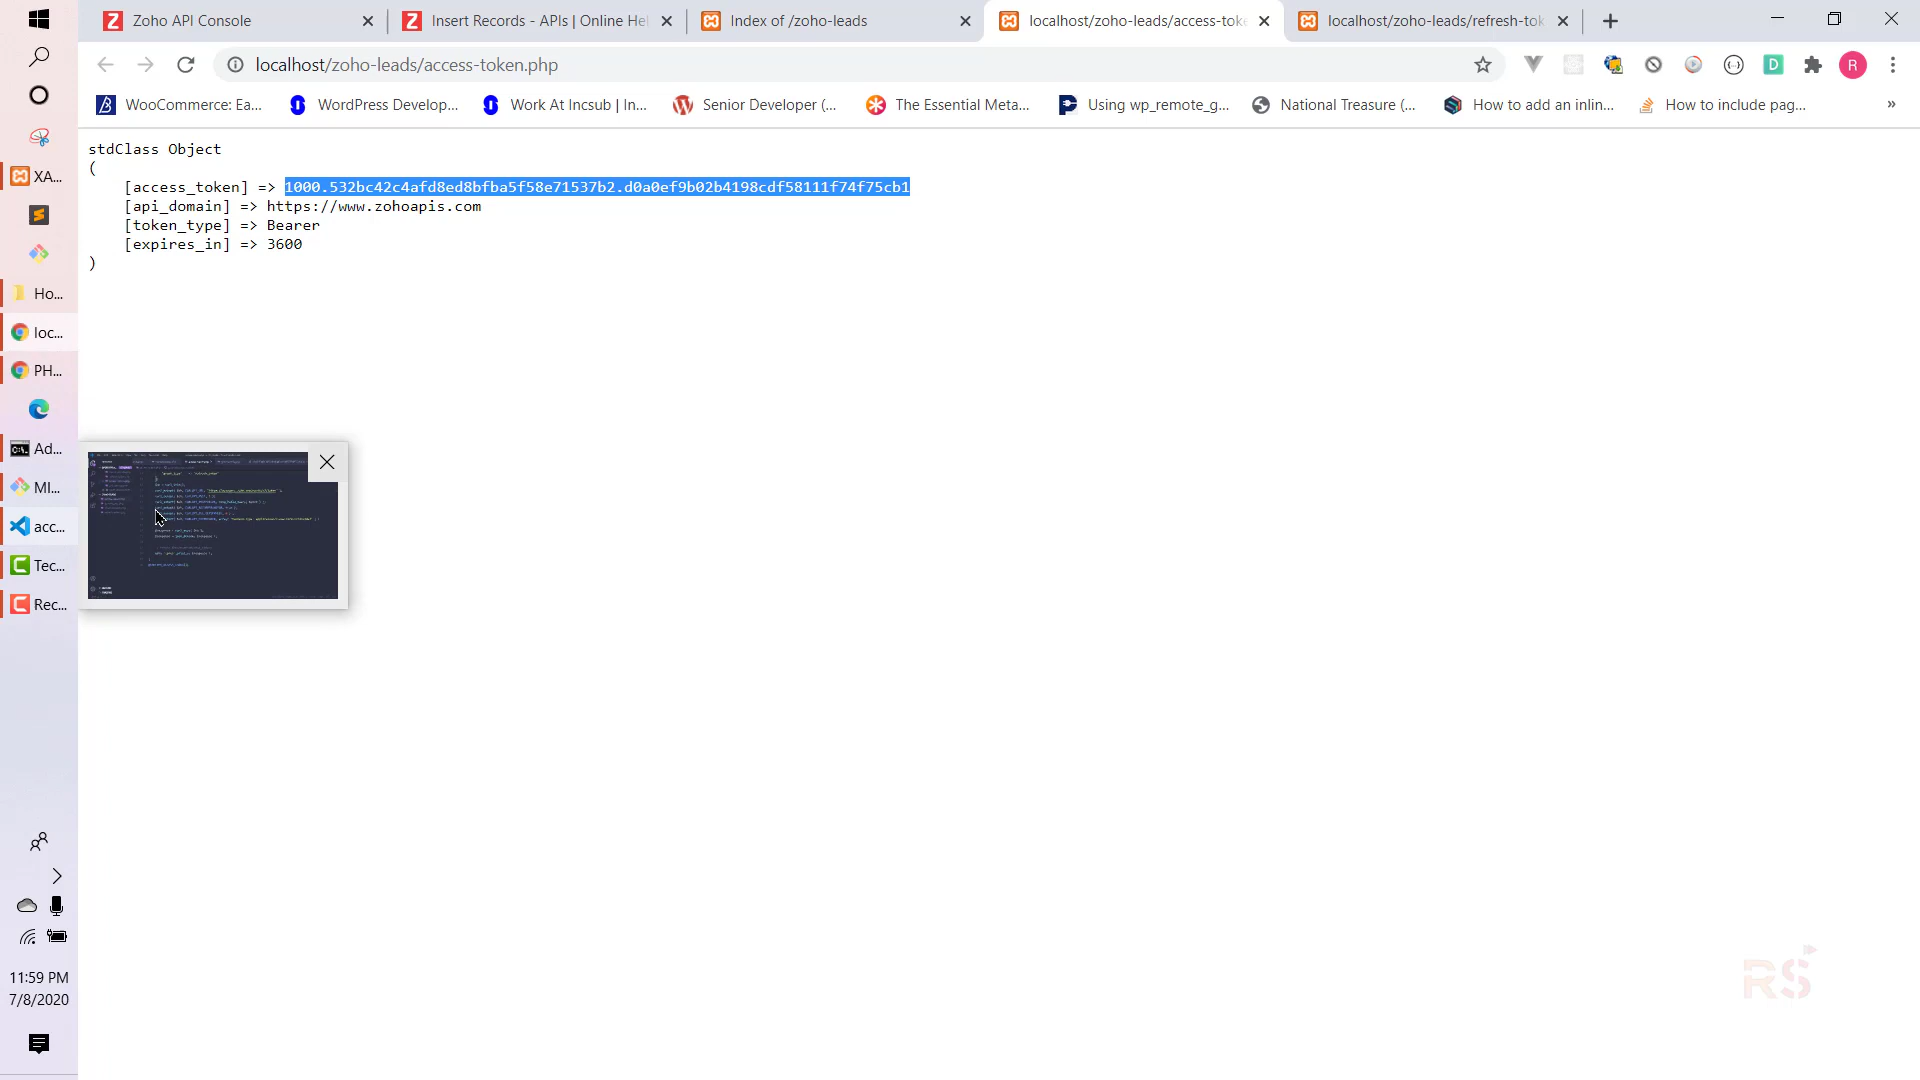 Zoho API Console
Insert Records - APIs | Online He
Index of /zoho-leads
localhost/zoho-leads/access-toke
localhost/zoho-leads/refresh-tok
localhost/zoho-leads/access-token.php
R
WooCommerce: Ea...
WordPress Develop...
Work At Incsub | In...
Senior Developer (...
The Essential Meta...
Using wp_remote_g...
National Treasure (...
How to add an inlin...
How to include pag...
»
stdClass Object
(
[access_token] => 1000.532bc42c4afd8ed8bfba5f58e71537b2.d0a0ef9b02b4198cdf58111f74f75cb1
[api_domain] => https://www.zohoapis.com
[token_type] => Bearer
[expires_in] => 3600
)
XA...
Ho...
loc...
PH...
Ad...
MI...
acc...
Tec...
Rec...
11:59 PM
7/8/2020
RS